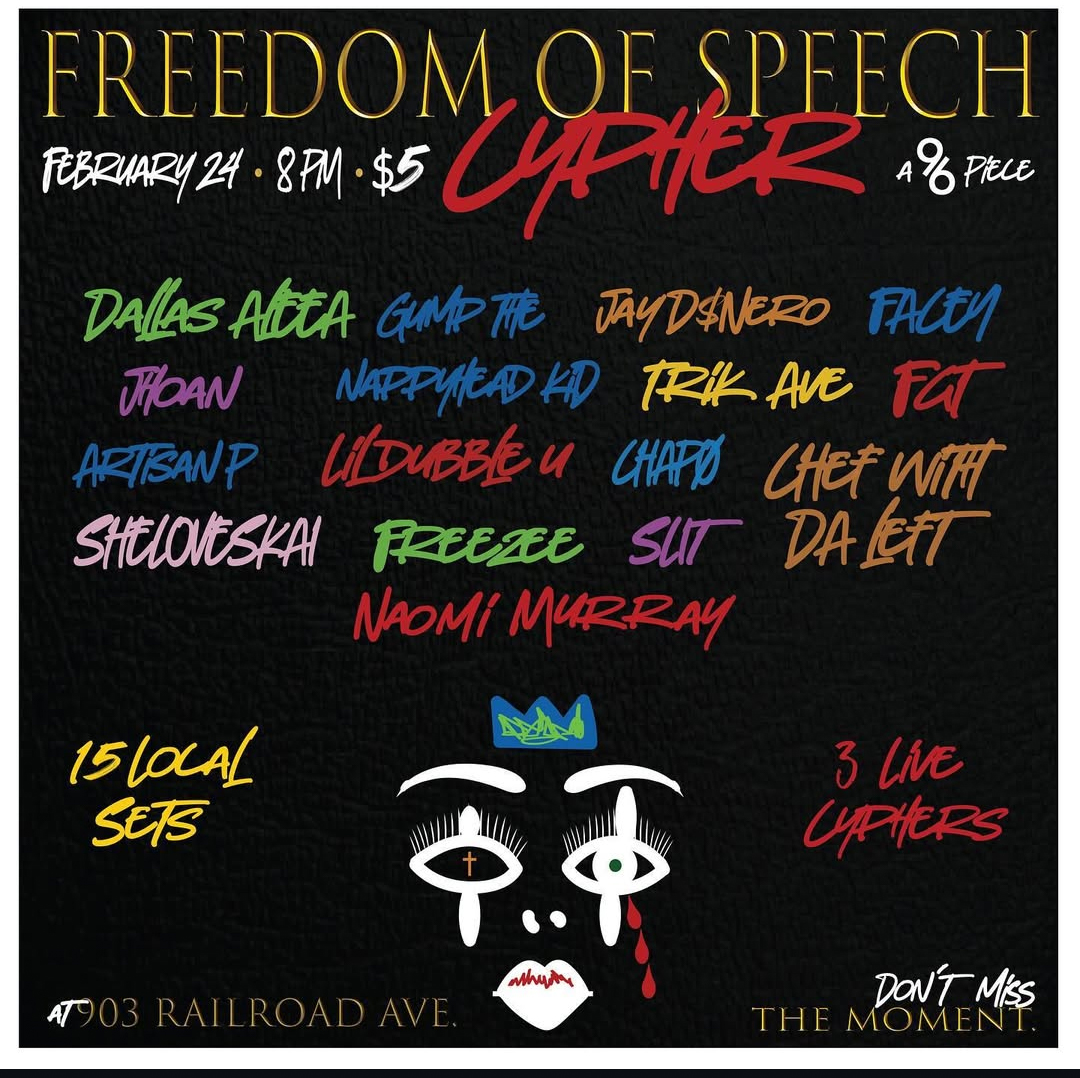 FREEDOM OF SPEECH
CYPHER
FEBRUARY 24 • 8 PM • $5
A 96 PIECE
DALLAS ALEEA GUMP THE JAY D$NERO FACEY
JHOAN NAPPYHEAD KID TRIK AVE FGT
ARTISAN P LIL DUBBLE U CHAPØ CHEF WITH
SHELOVESKAI FREEZEE SLIT DA LEFT
NAOMI MURRAY
15 LOCAL
SETS
3 LIVE
CYPHERS
AT 903 RAILROAD AVE.
DON'T MISS
THE MOMENT.